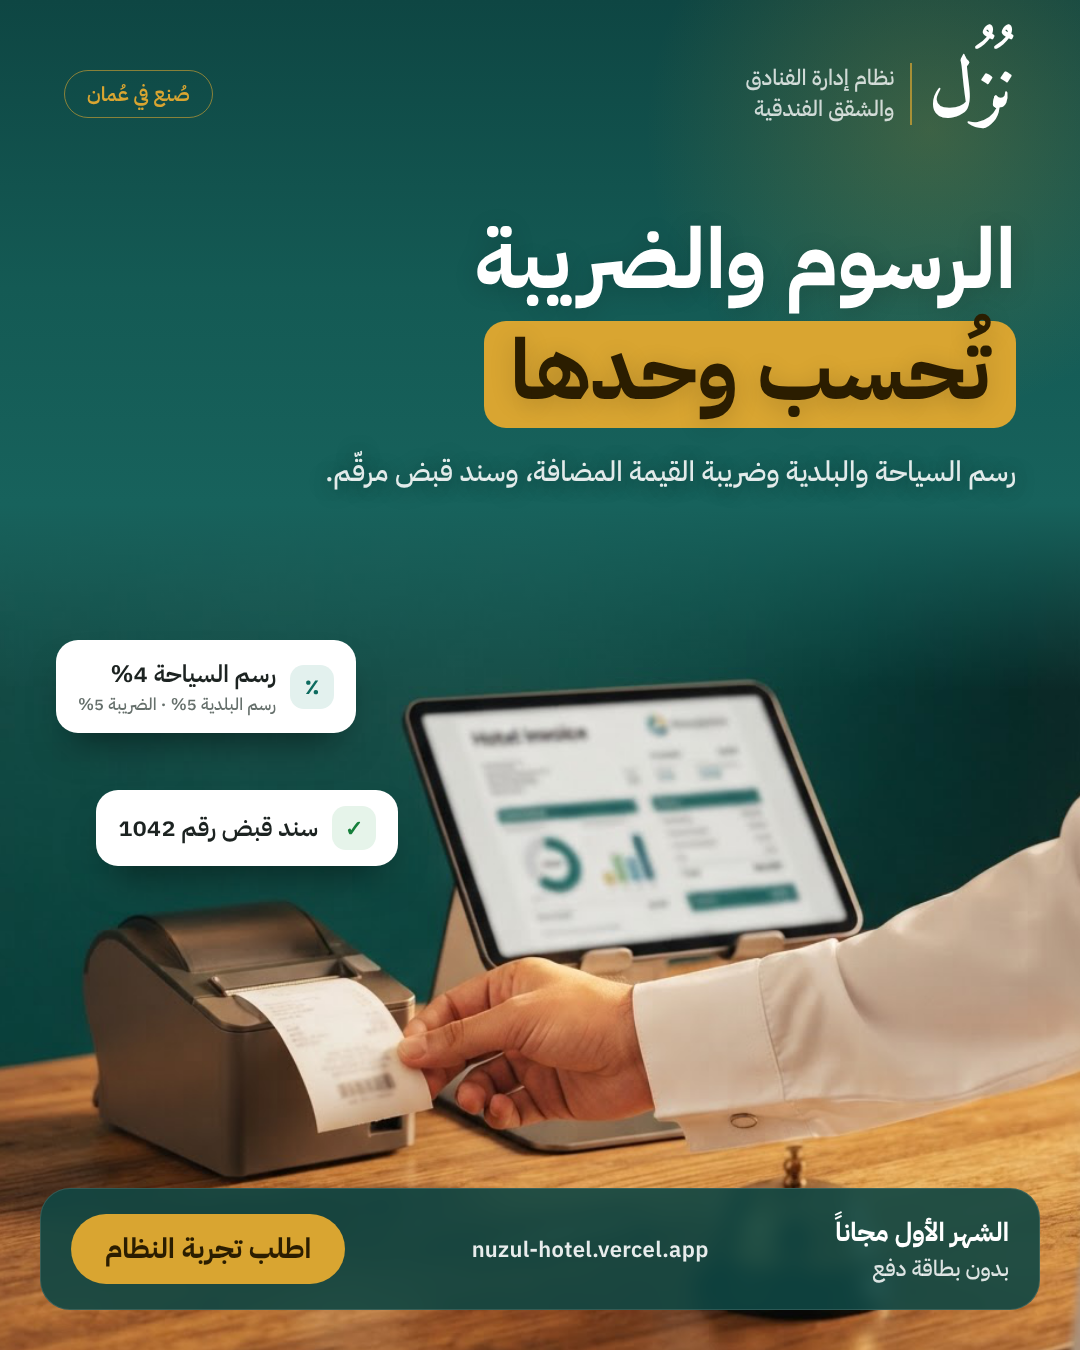 نُزُل
نظام إدارة الفنادق
والشقق الفندقية
صُنع في عُمان
الرسوم والضريبة
تُحسب وحدها
رسم السياحة والبلدية وضريبة القيمة المضافة، وسند قبض مرقّم.
٪
رسم السياحة 4%
رسم البلدية 5% · الضريبة 5%
✓
سند قبض رقم 1042
Hotel Invoice
الشهر الأول مجاناً
بدون بطاقة دفع
nuzul-hotel.vercel.app
اطلب تجربة النظام